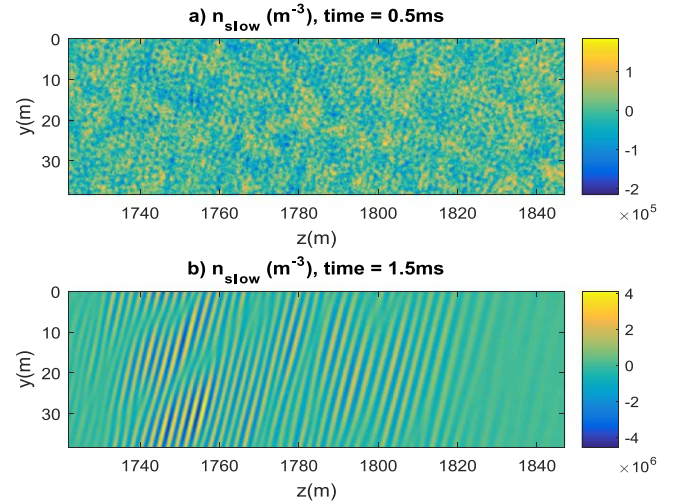 a) n_slow (m^-3), time = 0.5ms
0
10
20
30
y(m)
1740 1760 1780 1800 1820 1840
z(m)
1
0
-1
-2
× 10^5
b) n_slow (m^-3), time = 1.5ms
0
10
20
30
y(m)
1740 1760 1780 1800 1820 1840
z(m)
4
2
0
-2
-4
× 10^6